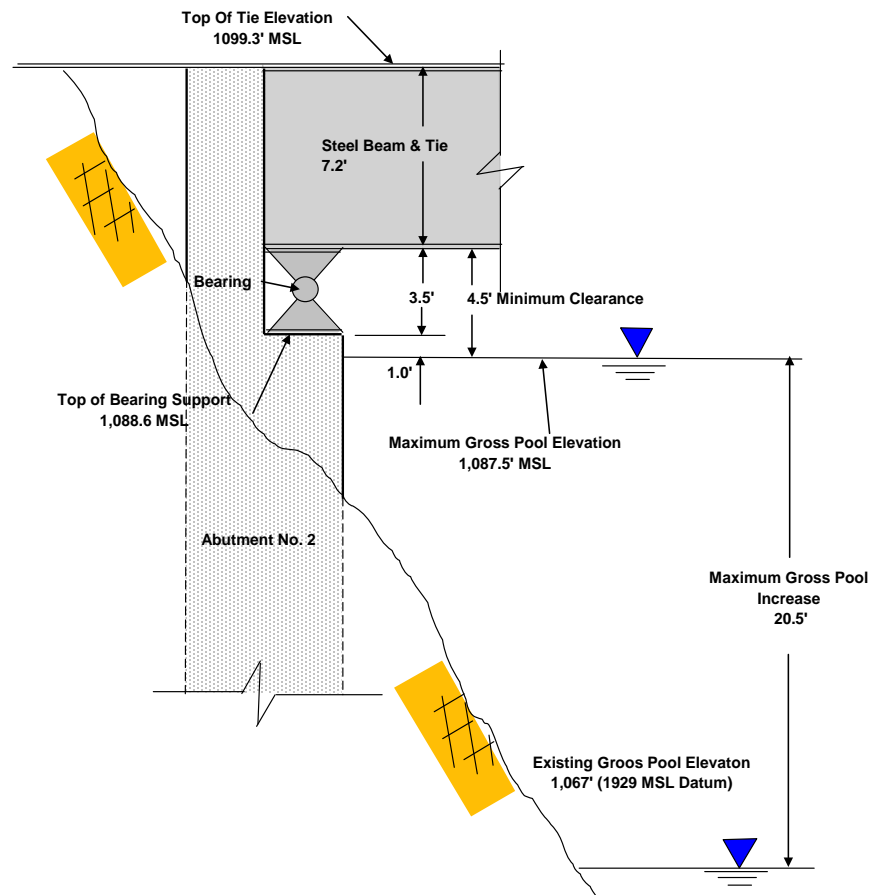 Top Of Tie Elevation
1099.3' MSL
Steel Beam & Tie
7.2'
Bearing
3.5'
4.5' Minimum Clearance
1.0'
Top of Bearing Support
1,088.6 MSL
Maximum Gross Pool Elevation
1,087.5' MSL
Abutment No. 2
Maximum Gross Pool
Increase
20.5'
Existing Groos Pool Elevaton
1,067' (1929 MSL Datum)